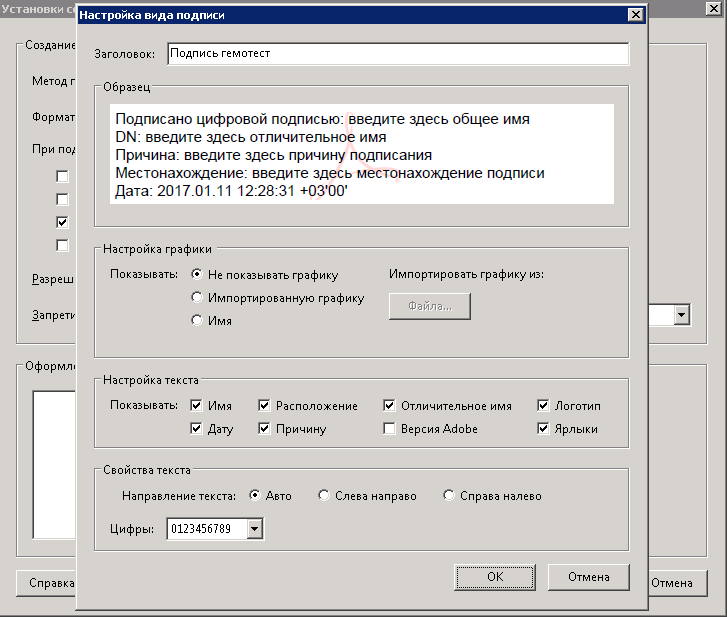 Установки со
Настройка вида подписи
Создание
Метод п
Формат
При под
Разреш
Запрети
Оформле
Справка
Отмена
Заголовок: Подпись гемотест
Образец
Подписано цифровой подписью: введите здесь общее имя
DN: введите здесь отличительное имя
Причина: введите здесь причину подписания
Местонахождение: введите здесь местонахождение подписи
Дата: 2017.01.11 12:28:31 +03'00'
Настройка графики
Показывать: Не показывать графику Импортировать графику из:
Импортированную графику Файла...
Имя
Настройка текста
Показывать: Имя Расположение Отличительное имя Логотип
Дату Причину Версия Adobe Ярлыки
Свойства текста
Направление текста: Авто Слева направо Справа налево
Цифры: 0123456789
OK Отмена